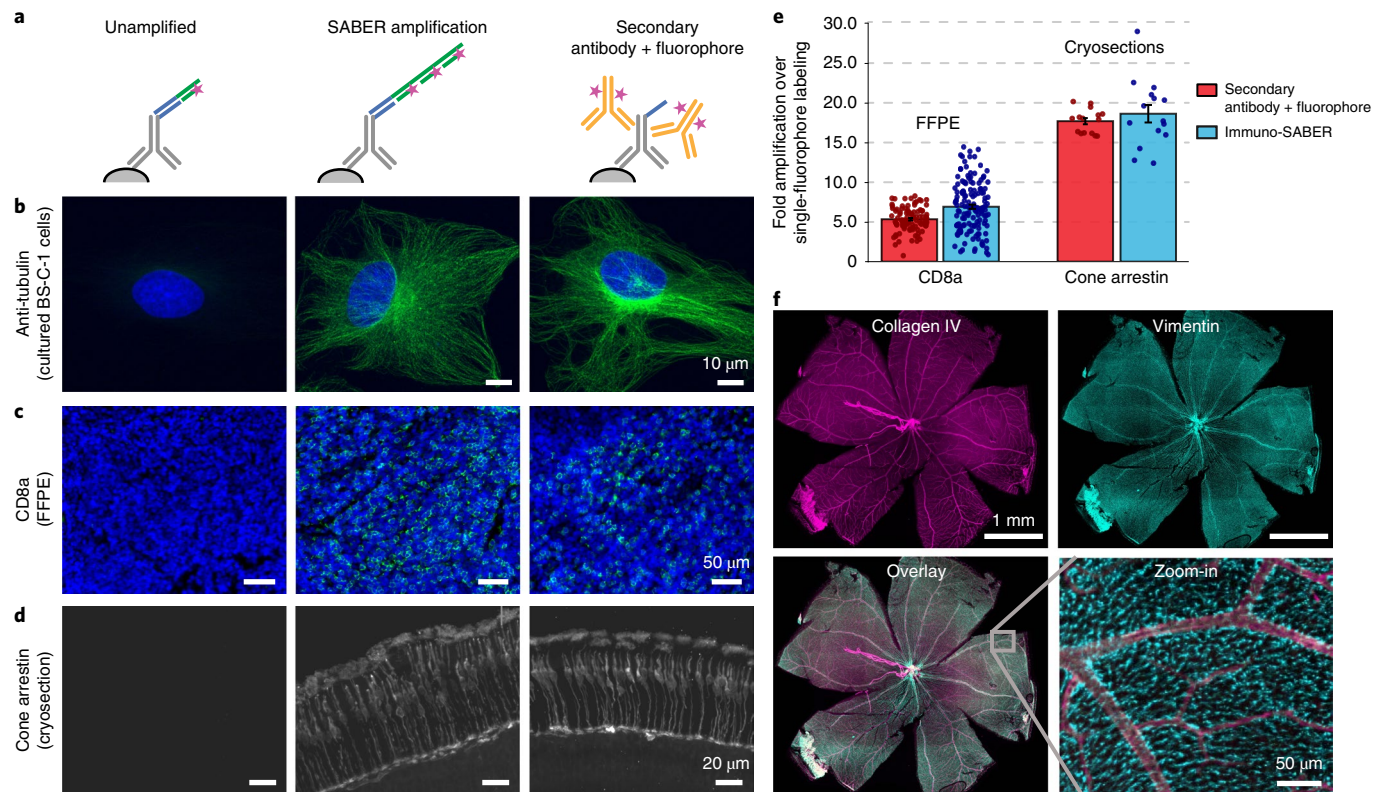 a
Unamplified
SABER amplification
Secondary
antibody + fluorophore
b
Anti-tubulin
(cultured BS-C-1 cells)
10 μm
c
CD8a
(FFPE)
50 μm
d
Cone arrestin
(cryosection)
20 μm
e
Fold amplification over
single-fluorophore labeling
30.0
25.0
20.0
15.0
10.0
5.0
0
FFPE
Cryosections
CD8a
Cone arrestin
Secondary
antibody + fluorophore
Immuno-SABER
f
Collagen IV
1 mm
Vimentin
Overlay
Zoom-in
50 μm